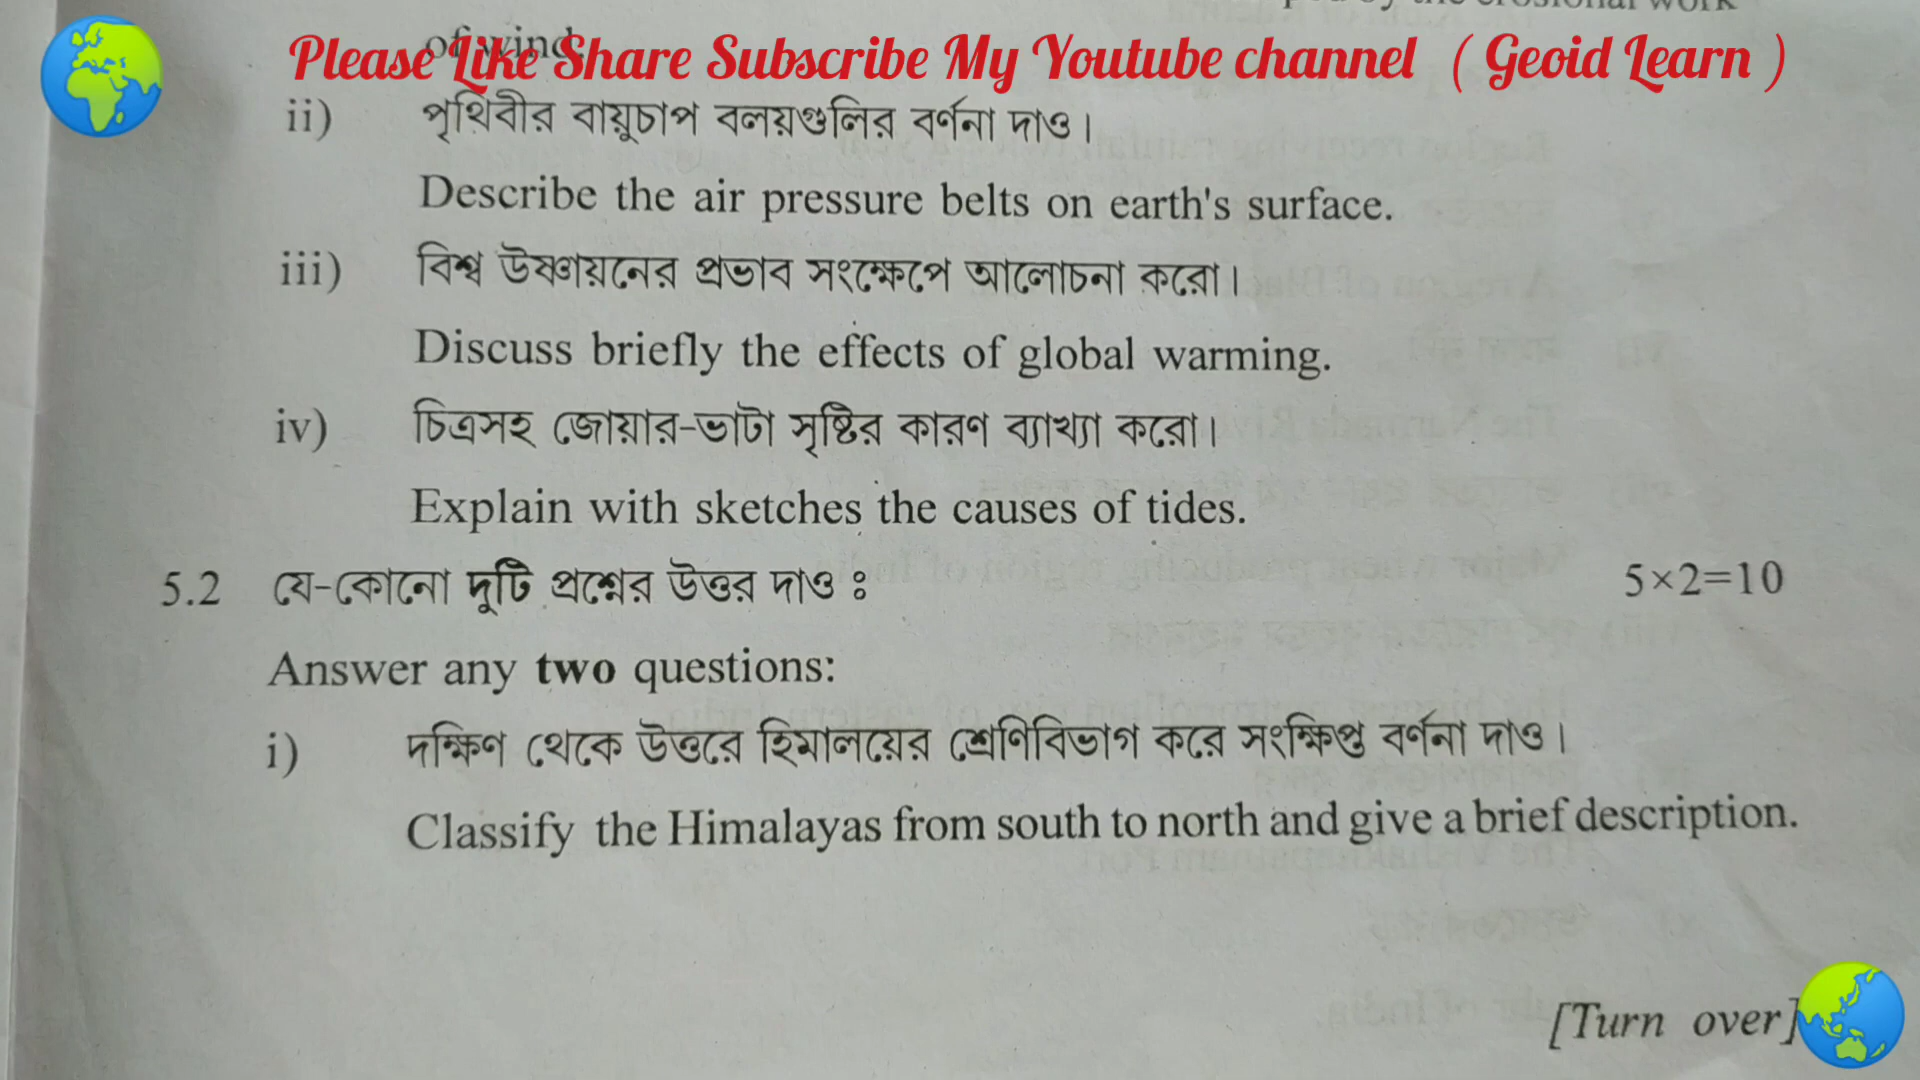 of wind
Please Like Share Subscribe My Youtube channel ( Geoid Learn )
ii) পৃথিবীর বায়ুচাপ বলয়গুলির বর্ণনা দাও।
Describe the air pressure belts on earth's surface.
iii) বিশ্ব উষ্ণায়নের প্রভাব সংক্ষেপে আলোচনা করো।
Discuss briefly the effects of global warming.
iv) চিত্রসহ জোয়ার-ভাটা সৃষ্টির কারণ ব্যাখ্যা করো।
Explain with sketches the causes of tides.
5.2 যে-কোনো দুটি প্রশ্নের উত্তর দাও ঃ 5×2=10
Answer any two questions:
i) দক্ষিণ থেকে উত্তরে হিমালয়ের শ্রেণিবিভাগ করে সংক্ষিপ্ত বর্ণনা দাও।
Classify the Himalayas from south to north and give a brief description.
[Turn over]